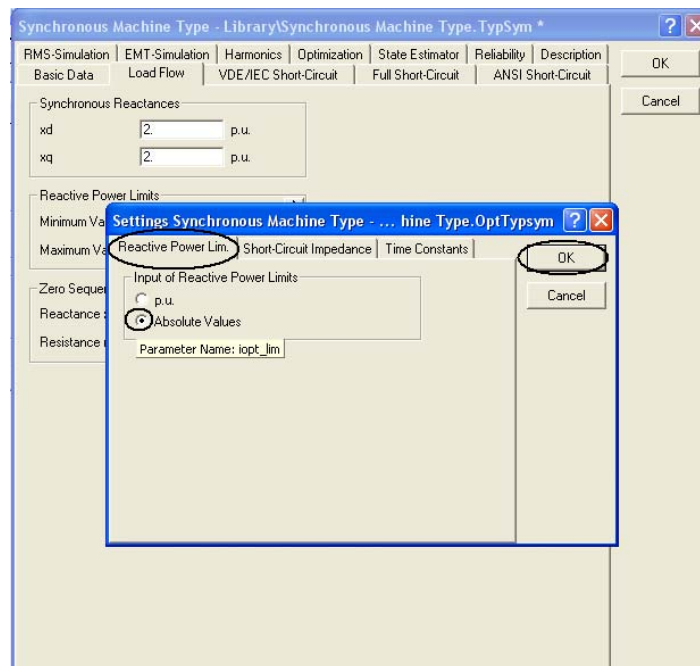 Synchronous Machine Type - Library\Synchronous Machine Type.TypSym *
RMS-Simulation EMT-Simulation Harmonics Optimization State Estimator Reliability Description
Basic Data Load Flow VDE/IEC Short-Circuit Full Short-Circuit ANSI Short-Circuit
OK
Cancel
Synchronous Reactances
xd 2. p.u.
xq 2. p.u.
Reactive Power Limits
Minimum Va
Maximum Va
Zero Sequen
Reactance
Resistance
Settings Synchronous Machine Type - ... hine Type.OptTypsym
Reactive Power Lim. Short-Circuit Impedance Time Constants
OK
Cancel
Input of Reactive Power Limits
p.u.
Absolute Values
Parameter Name: iopt_lim